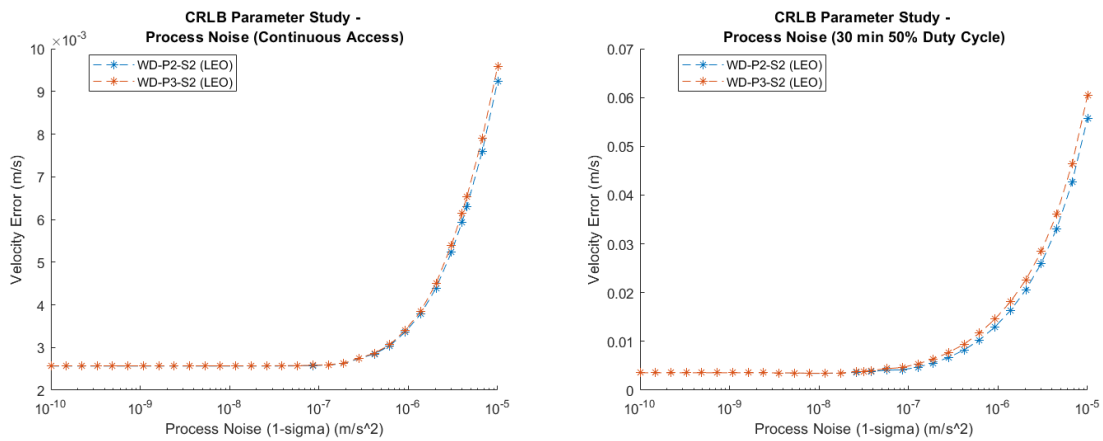 CRLB Parameter Study -
Process Noise (Continuous Access)
×10^-3
10
9
8
7
6
5
4
3
2
Velocity Error (m/s)
WD-P2-S2 (LEO)
WD-P3-S2 (LEO)
10^-10
10^-9
10^-8
10^-7
10^-6
10^-5
Process Noise (1-sigma) (m/s^2)
CRLB Parameter Study -
Process Noise (30 min 50% Duty Cycle)
0.07
0.06
0.05
0.04
0.03
0.02
0.01
0
Velocity Error (m/s)
WD-P2-S2 (LEO)
WD-P3-S2 (LEO)
10^-10
10^-9
10^-8
10^-7
10^-6
10^-5
Process Noise (1-sigma) (m/s^2)